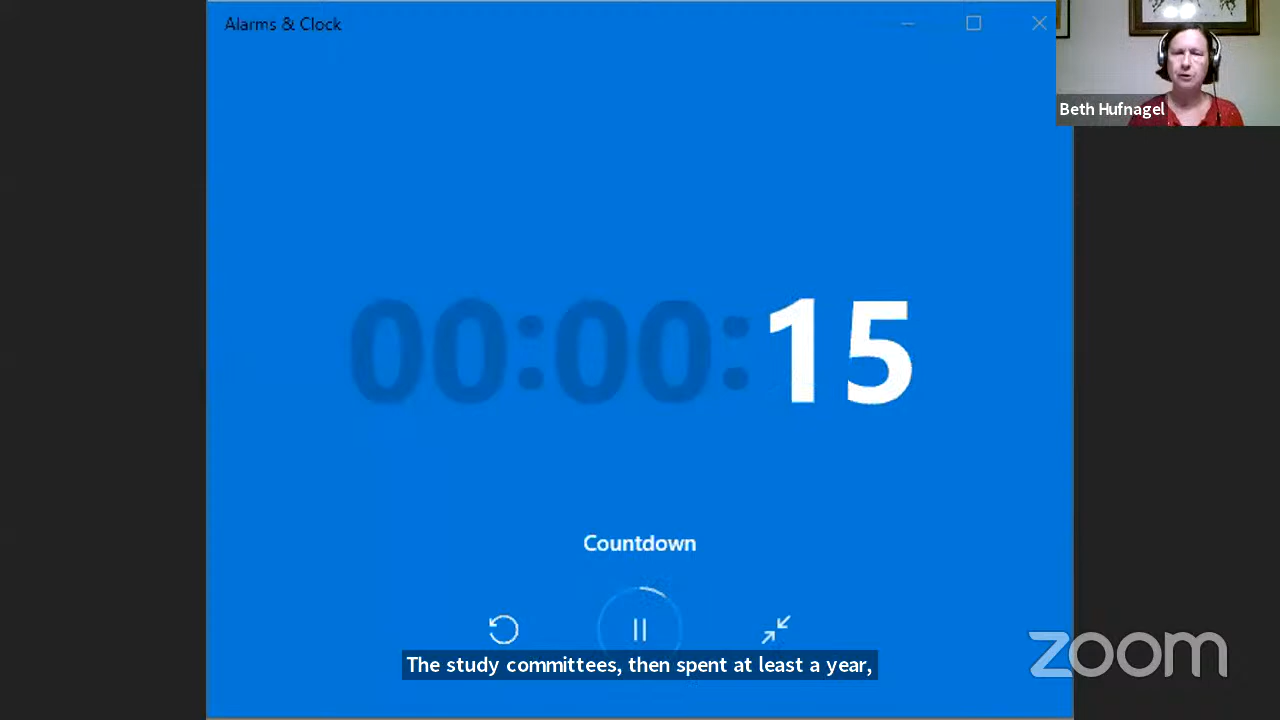 Alarms & Clock
Beth Hufnagel
00:00:15
Countdown
The study committees, then spent at least a year,
zoom